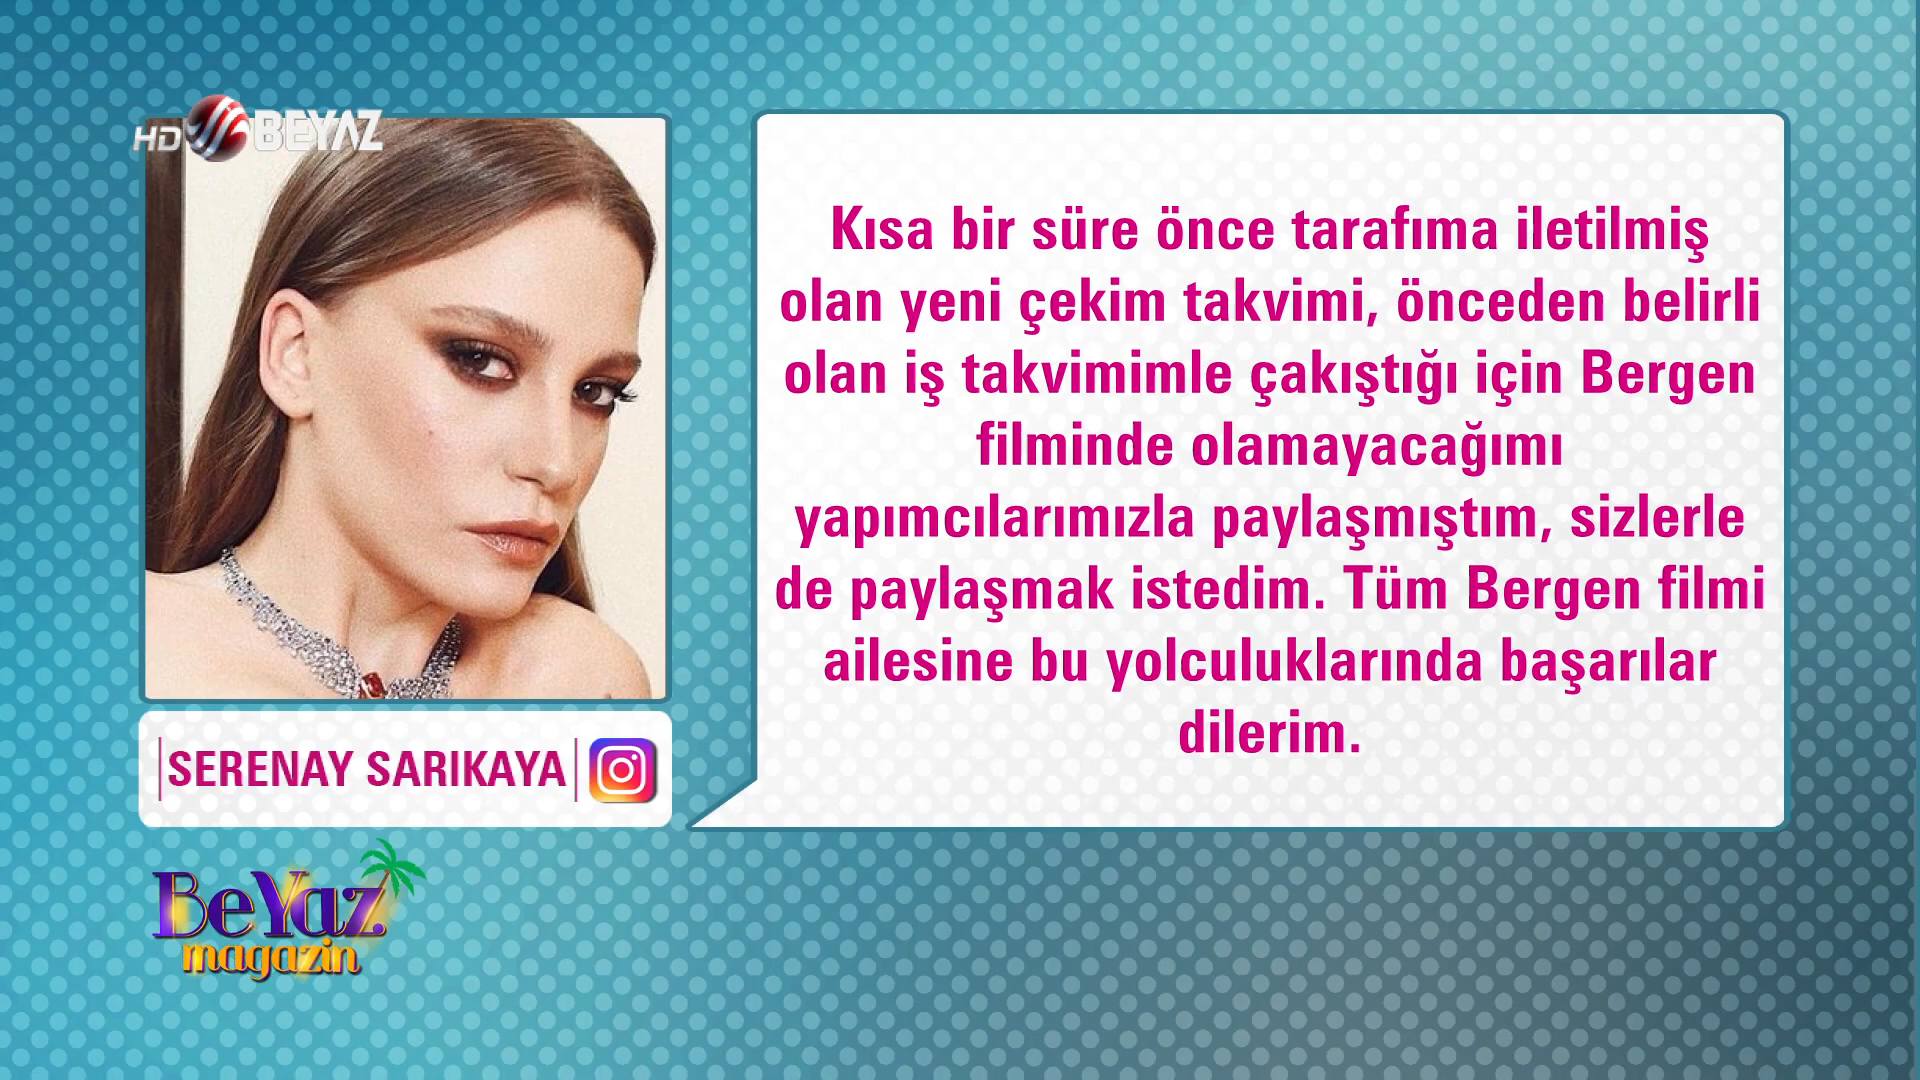 HD BEYAZ
Kısa bir süre önce tarafıma iletilmiş
olan yeni çekim takvimi, önceden belirli
olan iş takvimimle çakıştığı için Bergen
filminde olamayacağımı
yapımcılarımızla paylaşmıştım, sizlerle
de paylaşmak istedim. Tüm Bergen filmi
ailesine bu yolculuklarında başarılar
dilerim.
SERENAY SARIKAYA
BeYaz
magazin